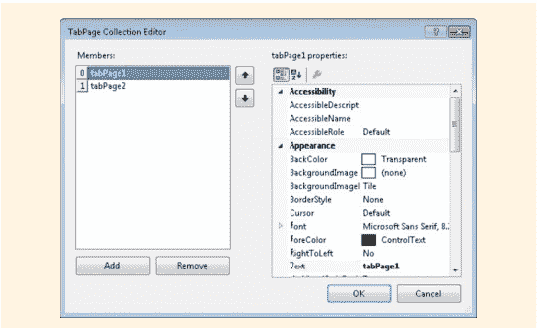 TabPage Collection Editor
Members:
0 tabPage1
1 tabPage2
Add
Remove
tabPage1 properties:
Accessibility
AccessibleDescript
AccessibleName
AccessibleRole Default
Appearance
BackColor Transparent
BackgroundImage (none)
BackgroundImagel Tile
BorderStyle None
Cursor Default
Font Microsoft Sans Serif, 8.
ForeColor ControlText
RightToLeft No
Text tabPage1
OK
Cancel